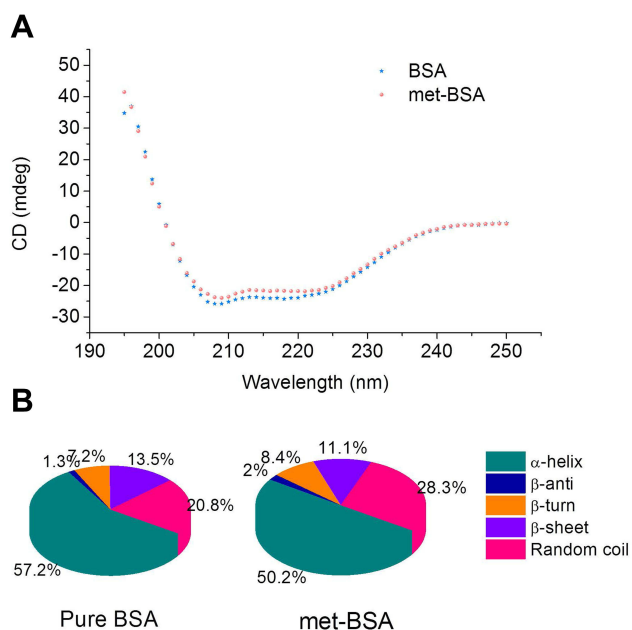 A
50
40
30
20
10
0
-10
-20
-30
CD (mdeg)
BSA
met-BSA
190 200 210 220 230 240 250
Wavelength (nm)
B
1.3%
7.2%
13.5%
20.8%
57.2%
Pure BSA
2%
8.4%
11.1%
28.3%
50.2%
met-BSA
α-helix
β-anti
β-turn
β-sheet
Random coil